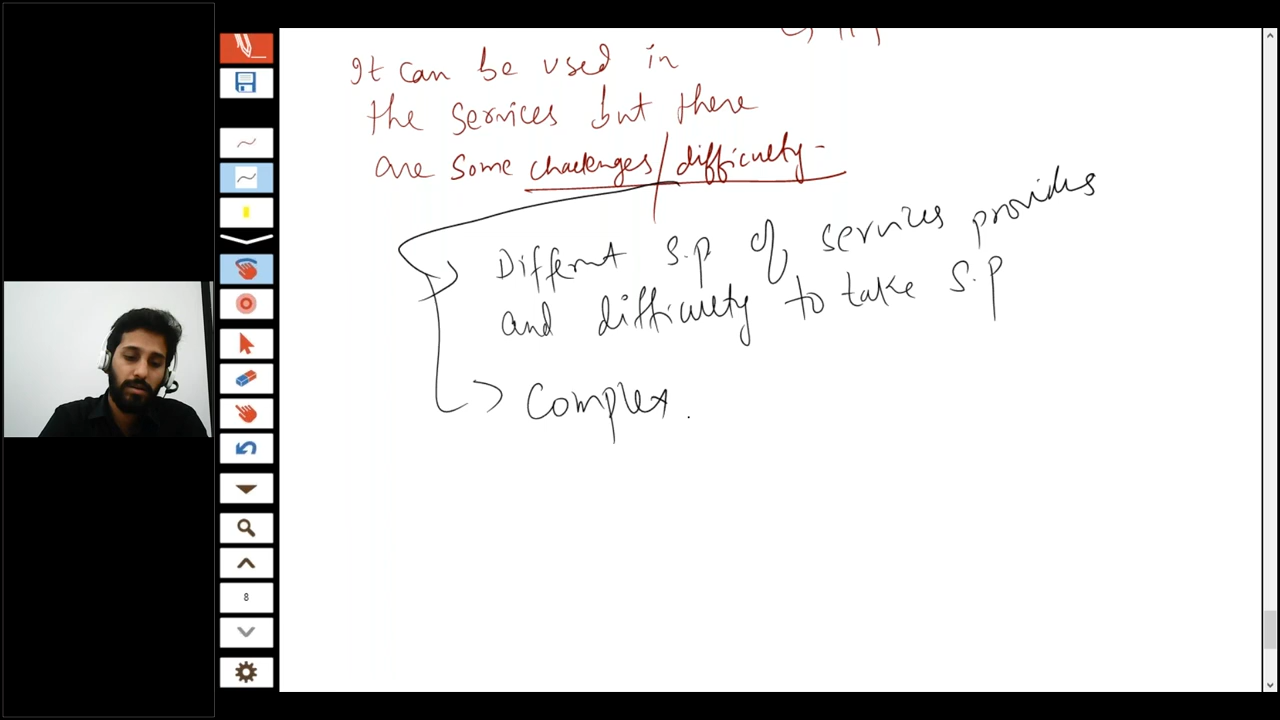 It can be used in
the services but there
are some challenges/difficulty -
Different S.p of services provides
and difficulty to take S.p
Complex.
8